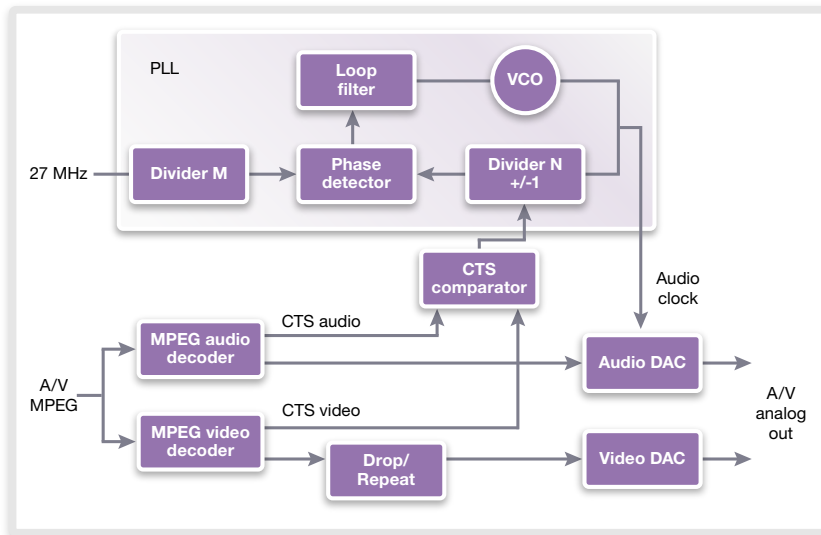 PLL
Loop
filter
VCO
27 MHz
Divider M
Phase
detector
Divider N
+/-1
CTS
comparator
Audio
clock
CTS audio
MPEG audio
decoder
Audio DAC
A/V
MPEG
A/V
analog
out
CTS video
MPEG video
decoder
Drop/
Repeat
Video DAC